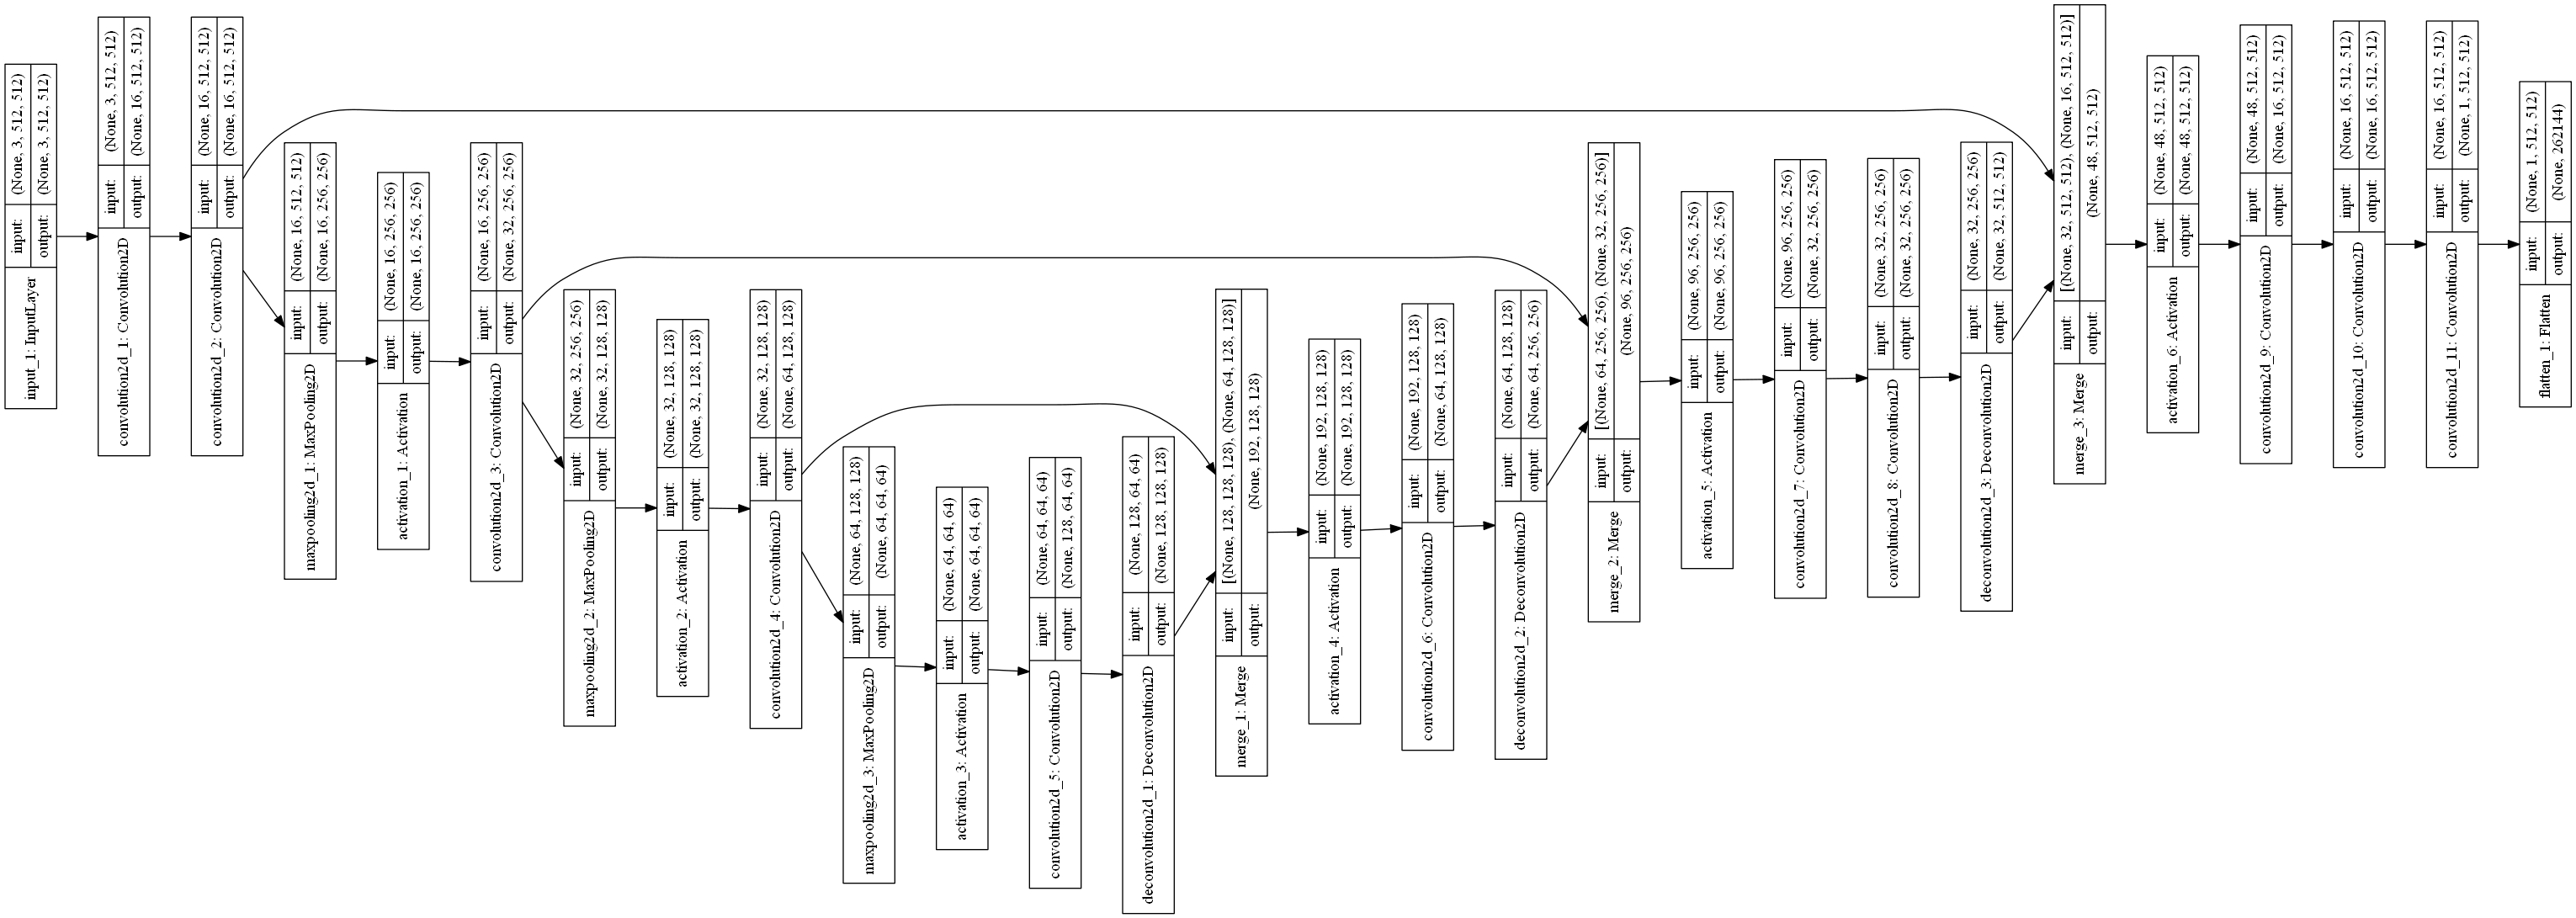 input_1: InputLayer
input:
(None, 3, 512, 512)
output:
(None, 3, 512, 512)
convolution2d_1: Convolution2D
input:
(None, 3, 512, 512)
output:
(None, 16, 512, 512)
convolution2d_2: Convolution2D
input:
(None, 16, 512, 512)
output:
(None, 16, 512, 512)
maxpooling2d_1: MaxPooling2D
input:
(None, 16, 512, 512)
output:
(None, 16, 256, 256)
activation_1: Activation
input:
(None, 16, 256, 256)
output:
(None, 16, 256, 256)
convolution2d_3: Convolution2D
input:
(None, 16, 256, 256)
output:
(None, 32, 256, 256)
maxpooling2d_2: MaxPooling2D
input:
(None, 32, 256, 256)
output:
(None, 32, 128, 128)
activation_2: Activation
input:
(None, 32, 128, 128)
output:
(None, 32, 128, 128)
convolution2d_4: Convolution2D
input:
(None, 32, 128, 128)
output:
(None, 64, 128, 128)
maxpooling2d_3: MaxPooling2D
input:
(None, 64, 128, 128)
output:
(None, 64, 64, 64)
activation_3: Activation
input:
(None, 64, 64, 64)
output:
(None, 64, 64, 64)
convolution2d_5: Convolution2D
input:
(None, 64, 64, 64)
output:
(None, 128, 64, 64)
deconvolution2d_1: Deconvolution2D
input:
(None, 128, 64, 64)
output:
(None, 128, 128, 128)
merge_1: Merge
input:
[(None, 128, 128, 128), (None, 64, 128, 128)]
output:
(None, 192, 128, 128)
activation_4: Activation
input:
(None, 192, 128, 128)
output:
(None, 192, 128, 128)
convolution2d_6: Convolution2D
input:
(None, 192, 128, 128)
output:
(None, 64, 128, 128)
deconvolution2d_2: Deconvolution2D
input:
(None, 64, 128, 128)
output:
(None, 64, 256, 256)
merge_2: Merge
input:
[(None, 64, 256, 256), (None, 32, 256, 256)]
output:
(None, 96, 256, 256)
activation_5: Activation
input:
(None, 96, 256, 256)
output:
(None, 96, 256, 256)
convolution2d_7: Convolution2D
input:
(None, 96, 256, 256)
output:
(None, 32, 256, 256)
convolution2d_8: Convolution2D
input:
(None, 32, 256, 256)
output:
(None, 32, 256, 256)
deconvolution2d_3: Deconvolution2D
input:
(None, 32, 256, 256)
output:
(None, 32, 512, 512)
merge_3: Merge
input:
[(None, 32, 512, 512), (None, 16, 512, 512)]
output:
(None, 48, 512, 512)
activation_6: Activation
input:
(None, 48, 512, 512)
output:
(None, 48, 512, 512)
convolution2d_9: Convolution2D
input:
(None, 48, 512, 512)
output:
(None, 16, 512, 512)
convolution2d_10: Convolution2D
input:
(None, 16, 512, 512)
output:
(None, 16, 512, 512)
convolution2d_11: Convolution2D
input:
(None, 16, 512, 512)
output:
(None, 1, 512, 512)
flatten_1: Flatten
input:
(None, 1, 512, 512)
output:
(None, 262144)